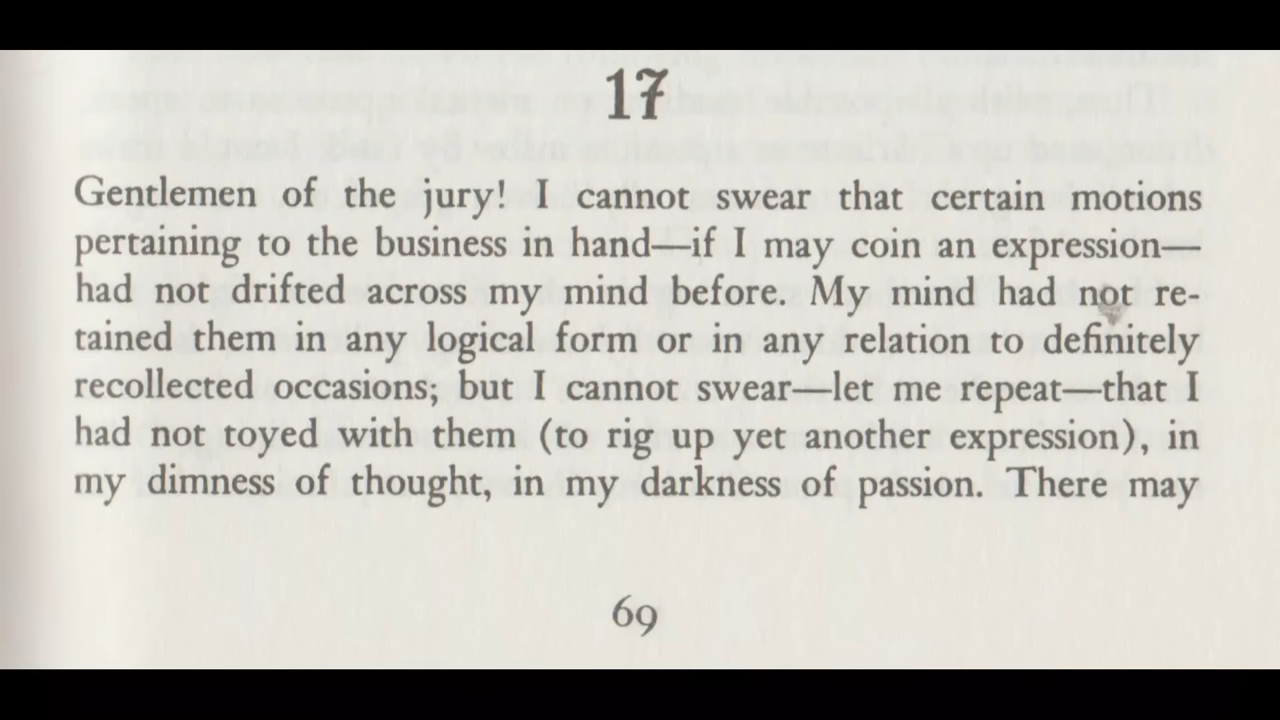 17
Gentlemen of the jury! I cannot swear that certain motions
pertaining to the business in hand—if I may coin an expression—
had not drifted across my mind before. My mind had not re-
tained them in any logical form or in any relation to definitely
recollected occasions; but I cannot swear—let me repeat—that I
had not toyed with them (to rig up yet another expression), in
my dimness of thought, in my darkness of passion. There may
69